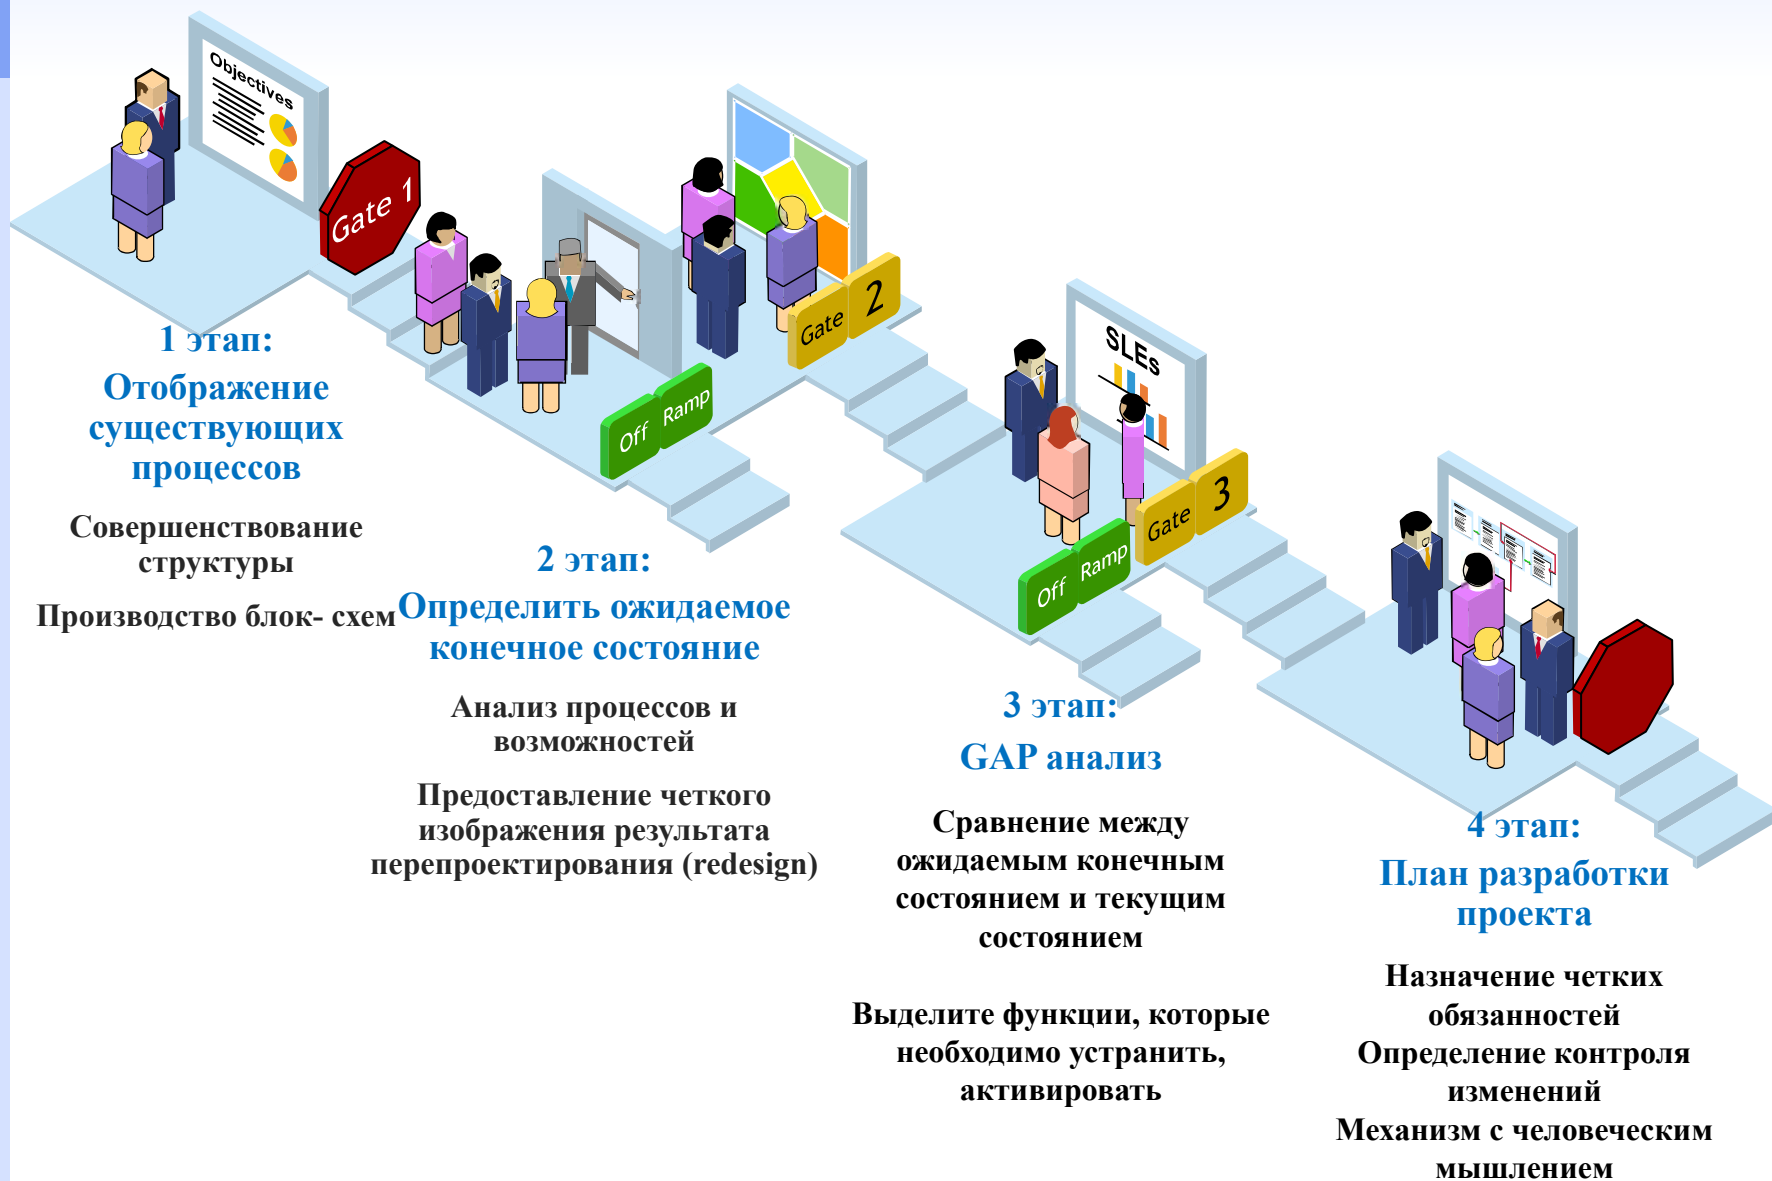 Objectives
Gate 1
1 этап:
Отображение
существующих
процессов
Совершенствование
структуры
Производство блок- схем
Off Ramp
Gate 2
2 этап:
Определить ожидаемое
конечное состояние
Анализ процессов и
возможностей
Предоставление четкого
изображения результата
перепроектирования (redesign)
SLEs
Off Ramp
Gate 3
3 этап:
GAP анализ
Сравнение между
ожидаемым конечным
состоянием и текущим
состоянием
Выделите функции, которые
необходимо устранить,
активировать
4 этап:
План разработки
проекта
Назначение четких
обязанностей
Определение контроля
изменений
Механизм с человеческим
мышлением